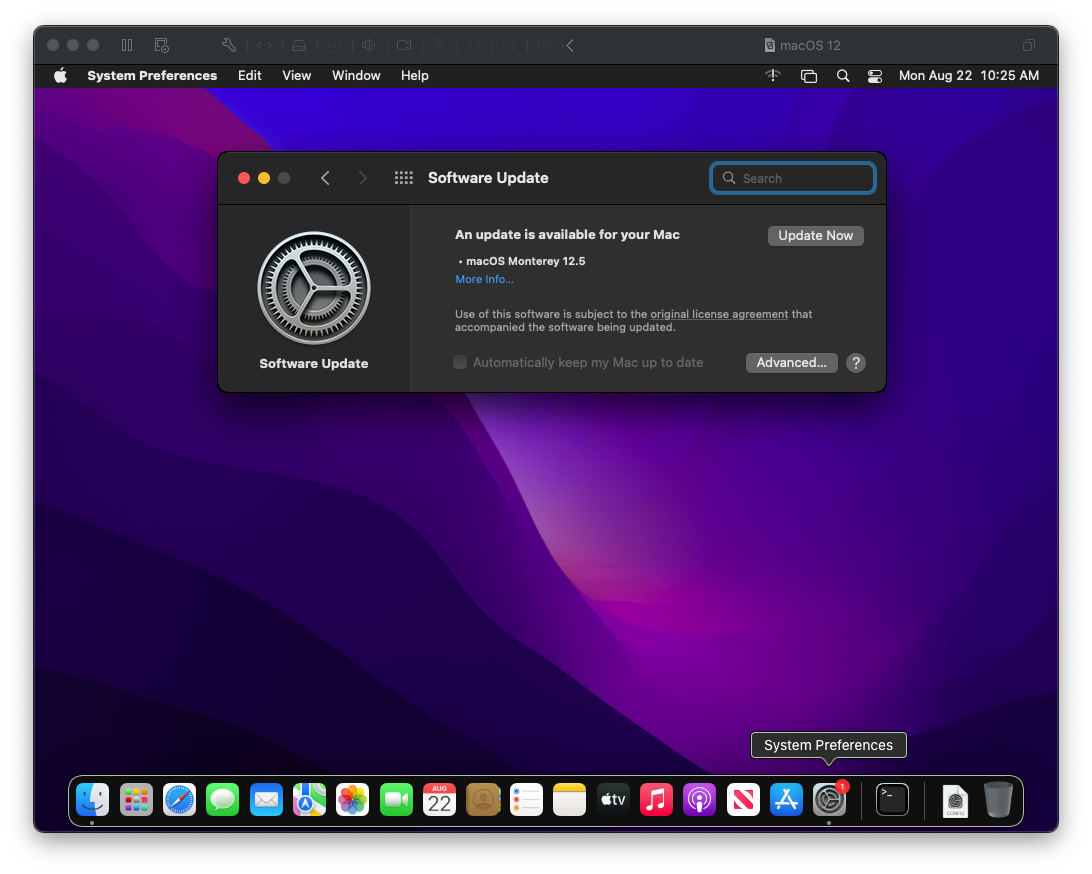 macOS 12
System Preferences Edit View Window Help Mon Aug 22 10:25 AM
Software Update
Search
An update is available for your Mac
Update Now
• macOS Monterey 12.5
More Info...
Use of this software is subject to the original license agreement that
accompanied the software being updated.
Software Update
Automatically keep my Mac up to date
Advanced...
?
System Preferences
AUG
22
tv
1
>_
CONFIG